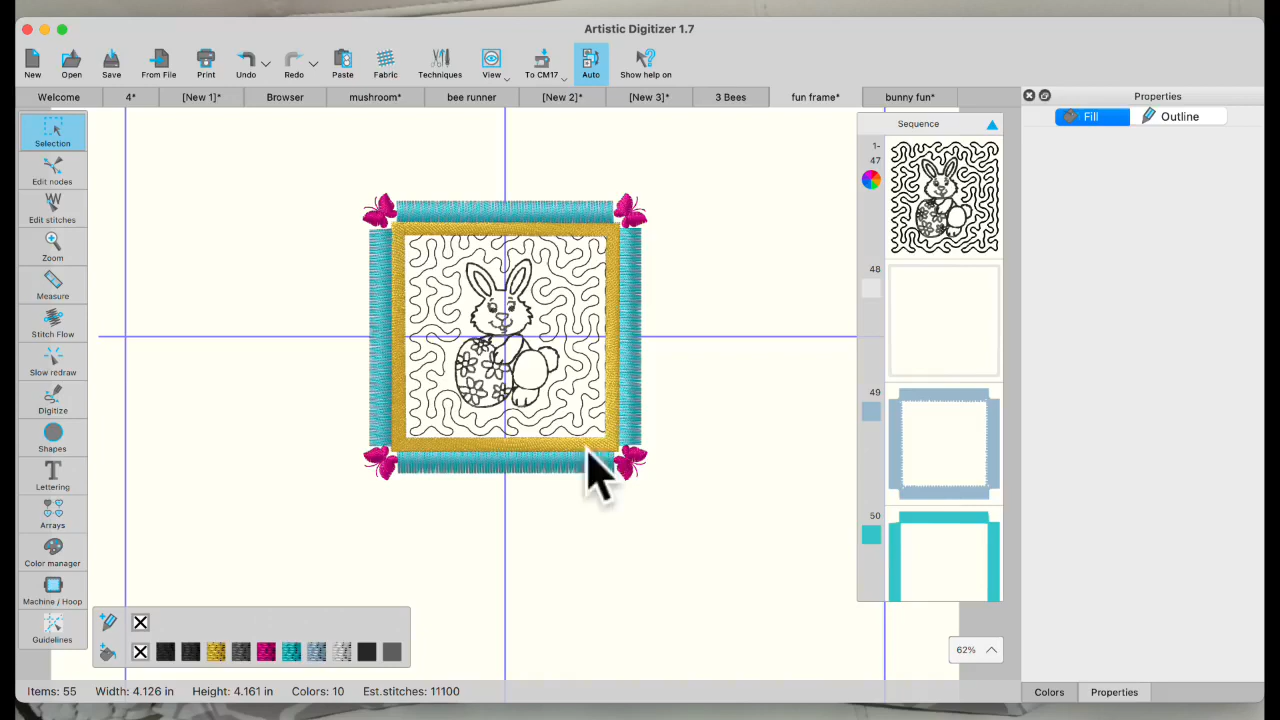 Artistic Digitizer 1.7
New Open Save From File Print Undo Redo Paste Fabric Techniques View To CM17 Auto Show help on
Welcome 4* [New 1]* Browser mushroom* bee runner [New 2]* [New 3]* 3 Bees fun frame* bunny fun*
Properties
Fill Outline
Selection
Edit nodes
Edit stitches
Zoom
Measure
Stitch Flow
Slow redraw
Digitize
Shapes
Lettering
Arrays
Color manager
Machine / Hoop
Guidelines
Sequence
1-
47
48
49
50
62%
Items: 55 Width: 4.126 in Height: 4.161 in Colors: 10 Est.stitches: 11100
Colors Properties